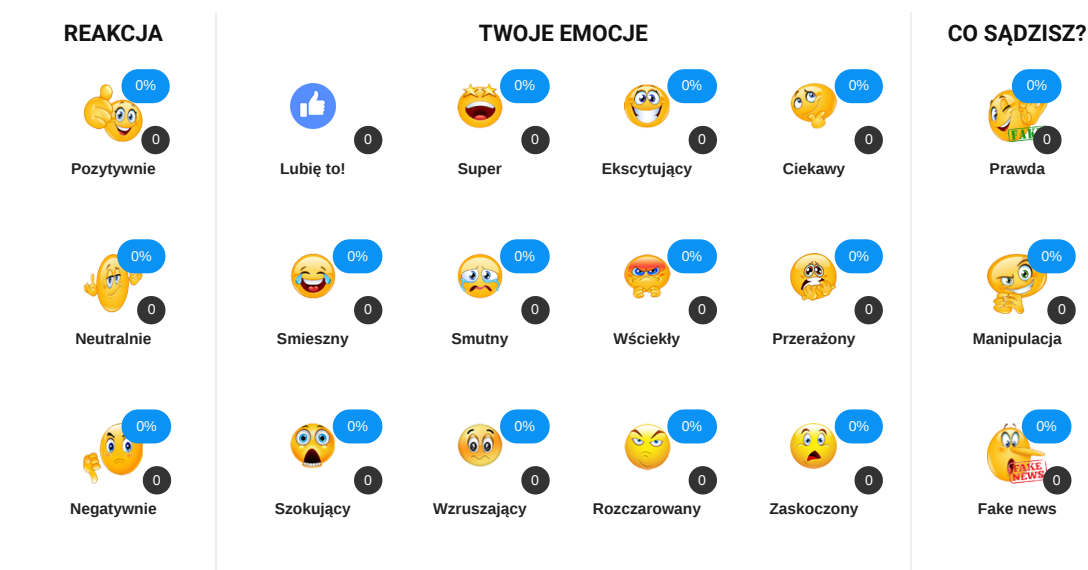 REAKCJA
TWOJE EMOCJE
CO SĄDZISZ?
0%
0
Pozytywnie
0
Lubię to!
0%
0
Super
0%
0
Ekscytujący
0%
0
Ciekawy
0%
0
Prawda
0%
0
Neutralnie
0%
0
Smieszny
0%
0
Smutny
0%
0
Wściekły
0%
0
Przerażony
0%
0
Manipulacja
0%
0
Negatywnie
0%
0
Szokujący
0%
0
Wzruszający
0%
0
Rozczarowany
0%
0
Zaskoczony
0%
FAKE
NEWS
0
Fake news